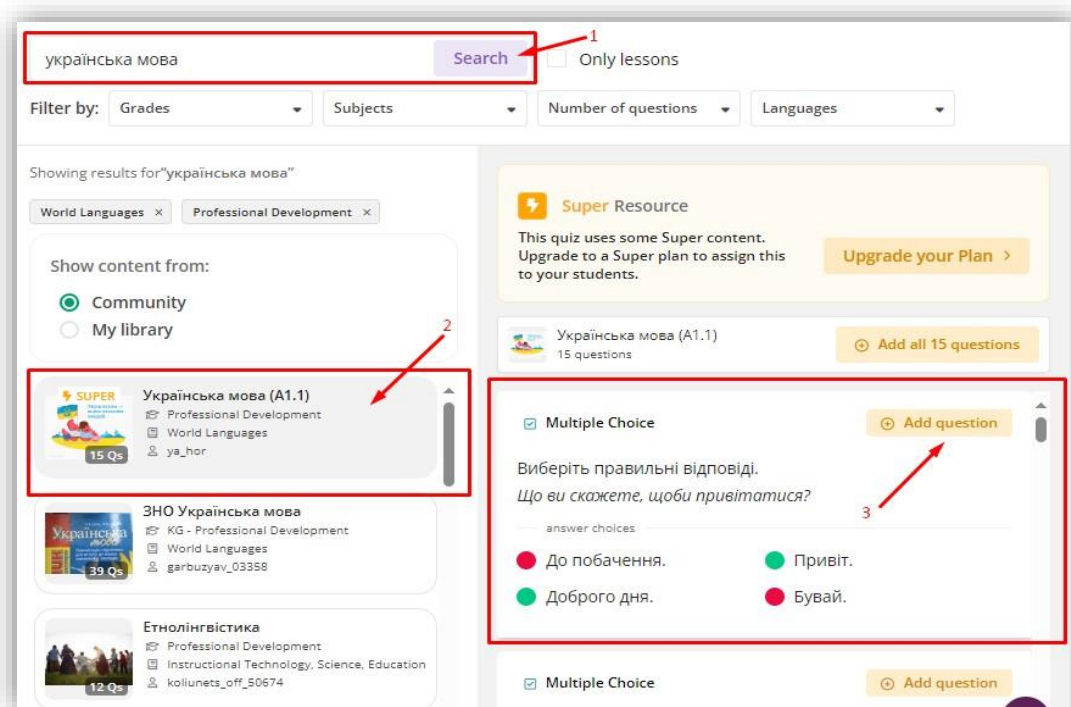 1
українська мова
Search
Only lessons
Filter by:
Grades
Subjects
Number of questions
Languages
Showing results for"українська мова"
World Languages ×
Professional Development ×
Show content from:
Community
My library
2
SUPER
15 Qs
Українська мова (A1.1)
Professional Development
World Languages
ya_hor
Українська
мова
39 Qs
ЗНО Українська мова
KG - Professional Development
World Languages
garbuzyav_03358
12 Qs
Етнолінгвістика
Professional Development
Instructional Technology, Science, Education
koliunets_off_50674
Super Resource
This quiz uses some Super content.
Upgrade to a Super plan to assign this
to your students.
Upgrade your Plan >
Українська мова (A1.1)
15 questions
Add all 15 questions
Multiple Choice
Add question
Виберіть правильні відповіді.
Що ви скажете, щоби привітатися?
3
answer choices
До побачення.
Привіт.
Доброго дня.
Бувай.
Multiple Choice
Add question